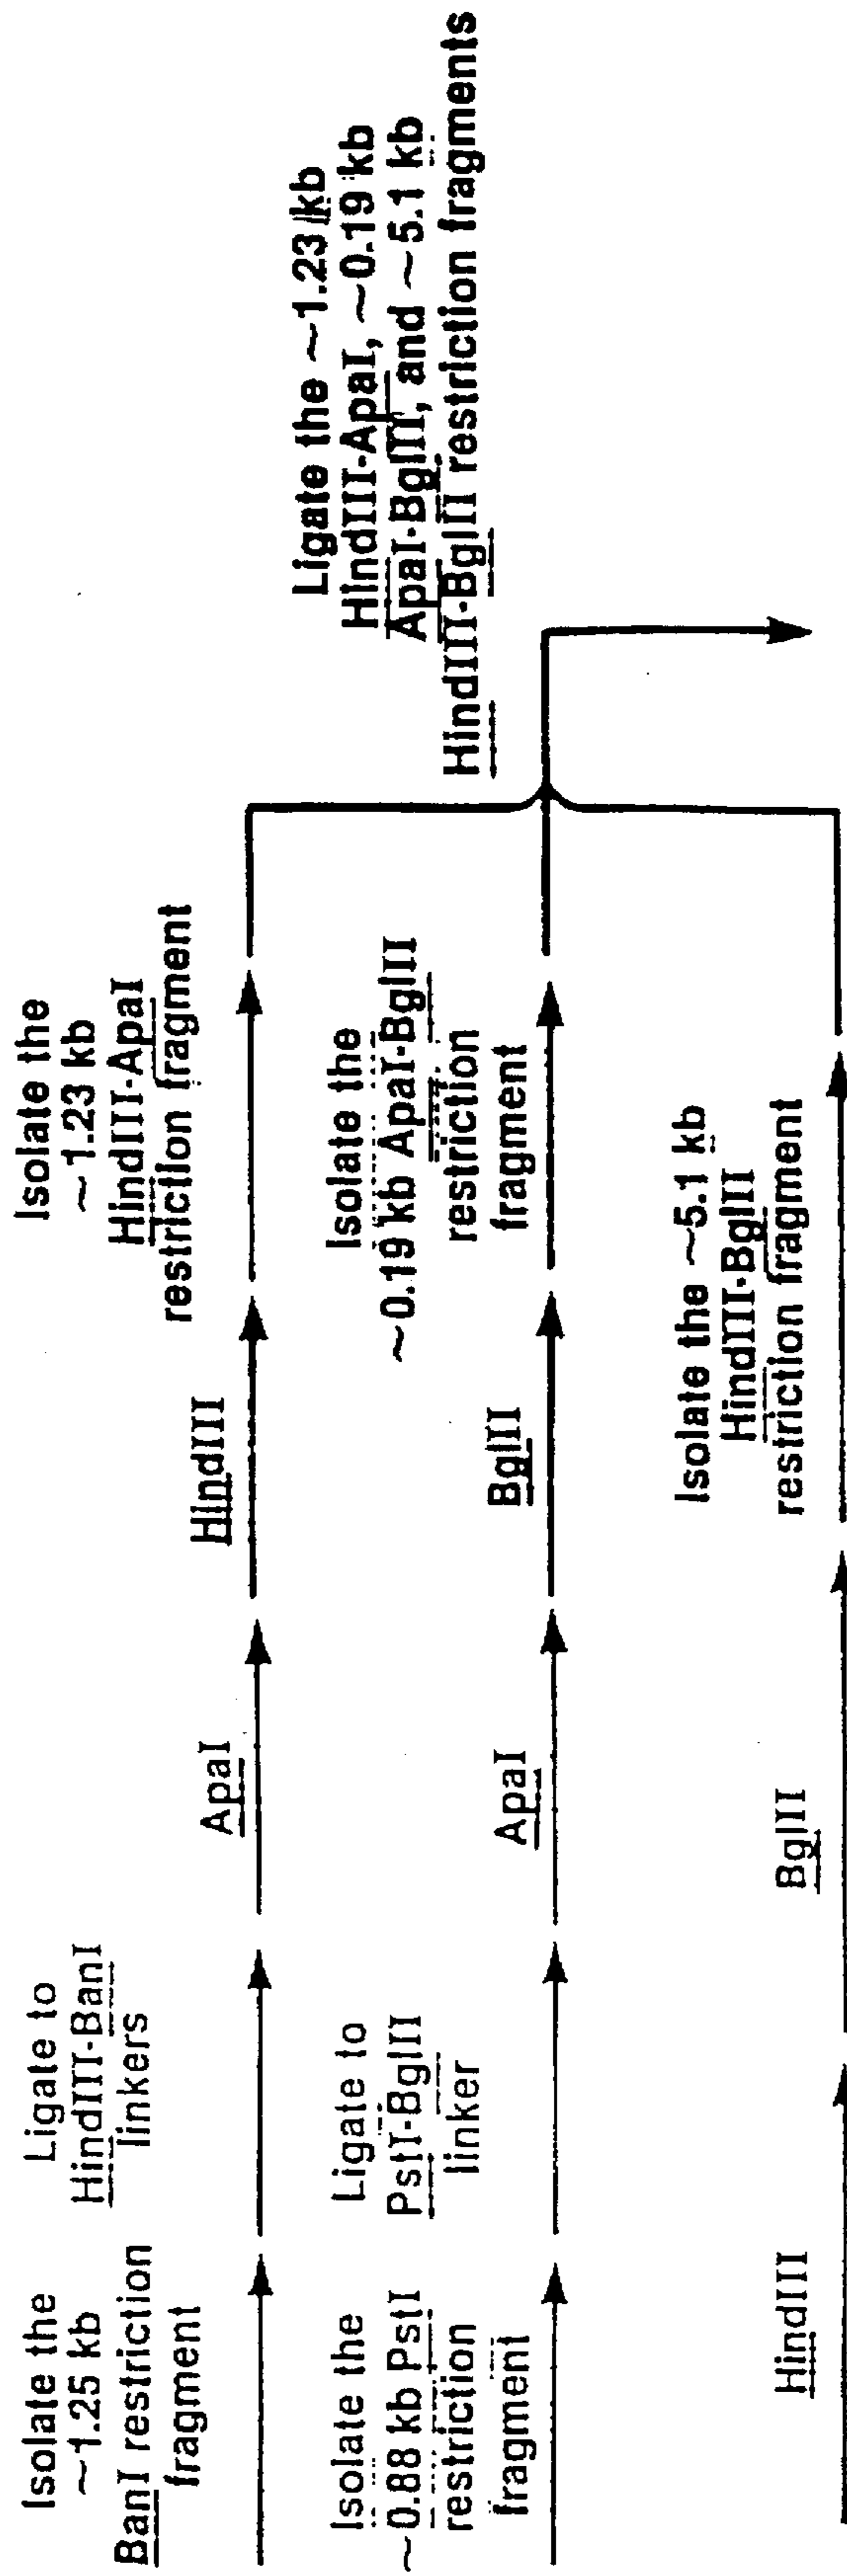 Isolate the
~1.25 kb
BanI restriction
fragment
Ligate to
HindIII-BanI
linkers
ApaI
HindIII
Isolate the
~1.23 kb
HindIII-ApaI
restriction fragment
Isolate the
~0.88 kb PstI
restriction
fragment
Ligate to
PstI-BglII
linker
ApaI
BglII
Isolate the
~0.19 kb ApaI-BglII
restriction
fragment
HindIII
BglII
Isolate the ~5.1 kb
HindIII-BglII
restriction fragment
Ligate the ~1.23 kb
HindIII-ApaI, ~0.19 kb
ApaI-BglII, and ~5.1 kb
HindIII-BglII restriction fragments